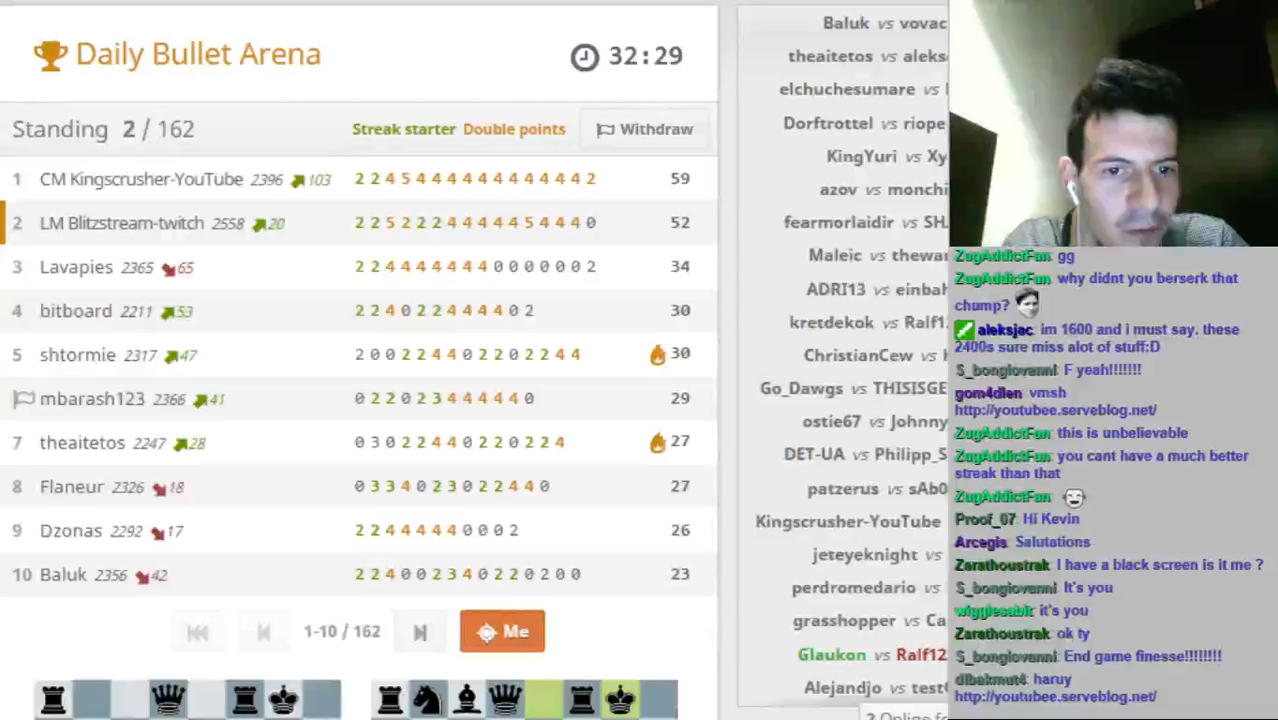 Daily Bullet Arena
32:29
Standing 2 / 162
Streak starter Double points
Withdraw
1 CM Kingscrusher-YouTube 2396 103 2 2 4 5 4 4 4 4 4 4 4 4 4 4 2 59
2 LM Blitzstream-twitch 2558 20 2 2 5 2 2 2 4 4 4 4 4 5 4 4 4 0 52
3 Lavapies 2365 65 2 2 4 4 4 4 4 4 4 0 0 0 0 0 0 2 34
4 bitboard 2211 53 2 2 4 0 2 2 4 4 4 4 0 2 30
5 shtormie 2317 47 2 0 0 2 2 4 4 0 2 2 0 2 2 4 4 30
mbarash123 2366 41 0 2 2 0 2 3 4 4 4 4 4 0 29
7 theaitetos 2247 28 0 3 0 2 2 4 4 0 2 2 0 2 2 4 27
8 Flaneur 2326 18 0 3 3 4 0 2 3 0 2 2 4 4 0 27
9 Dzonas 2292 17 2 2 4 4 4 4 4 0 0 0 2 26
10 Baluk 2356 42 2 2 4 0 0 2 3 4 0 2 2 0 2 0 0 23
1-10 / 162
Me
Baluk vs vovac
theaitetos vs aleks
elchuchesumare vs
Dorftrottel vs riope
KingYuri vs Xy
azov vs monchi
fearmorlaidir vs SH
Maleic vs thewar
ADRI13 vs einbah
kretdekok vs Ralf1
ChristianCew vs
Go_Dawgs vs THISISGE
ostie67 vs Johnny
DET-UA vs Philipp_S
patzerus vs sAb0
Kingscrusher-YouTube
jeteyeknight vs
perdromedario vs
grasshopper vs Ca
Glaukon vs Ralf12
Alejandjo vs test
2 Online
ZugAddictFan gg
ZugAddictFan why didnt you berserk that
chump?
aleksjac im 1600 and i must say. these
2400s sure miss alot of stuff:D
S_bongiovanni F yeah!!!!!!!
gom4dlen vmsh
http://youtubee.serveblog.net/
ZugAddictFan this is unbelievable
ZugAddictFan you cant have a much better
streak than that
ZugAddictFan
Proof_07 Hi Kevin
Arcegis Salutations
Zarathoustrak I have a black screen is it me ?
S_bongiovanni It's you
wigglesabit it's you
Zarathoustrak ok ty
S_bongiovanni End game finesse!!!!!!!!
dlbakmut4 haruy
http://youtubee.serveblog.net/